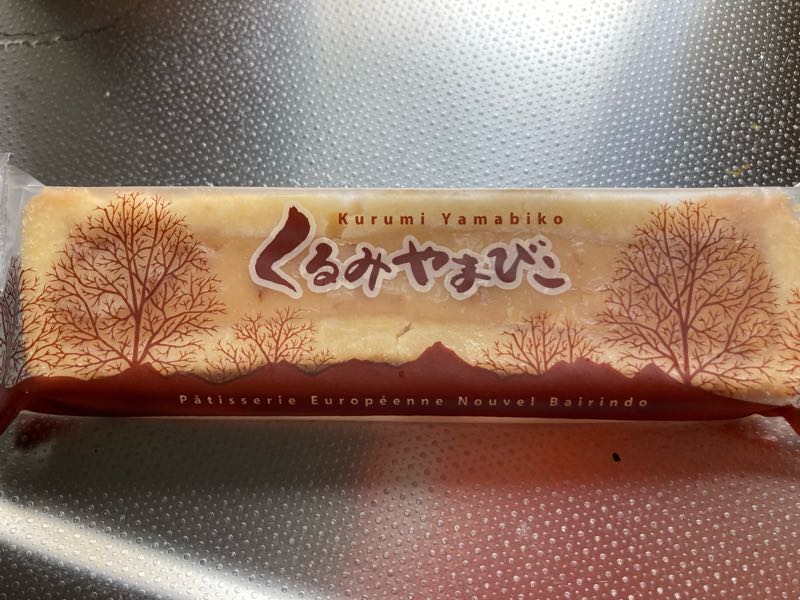 Kurumi Yamabiko
くるみやまびこ
Pâtisserie Européenne Nouvel Bairindo